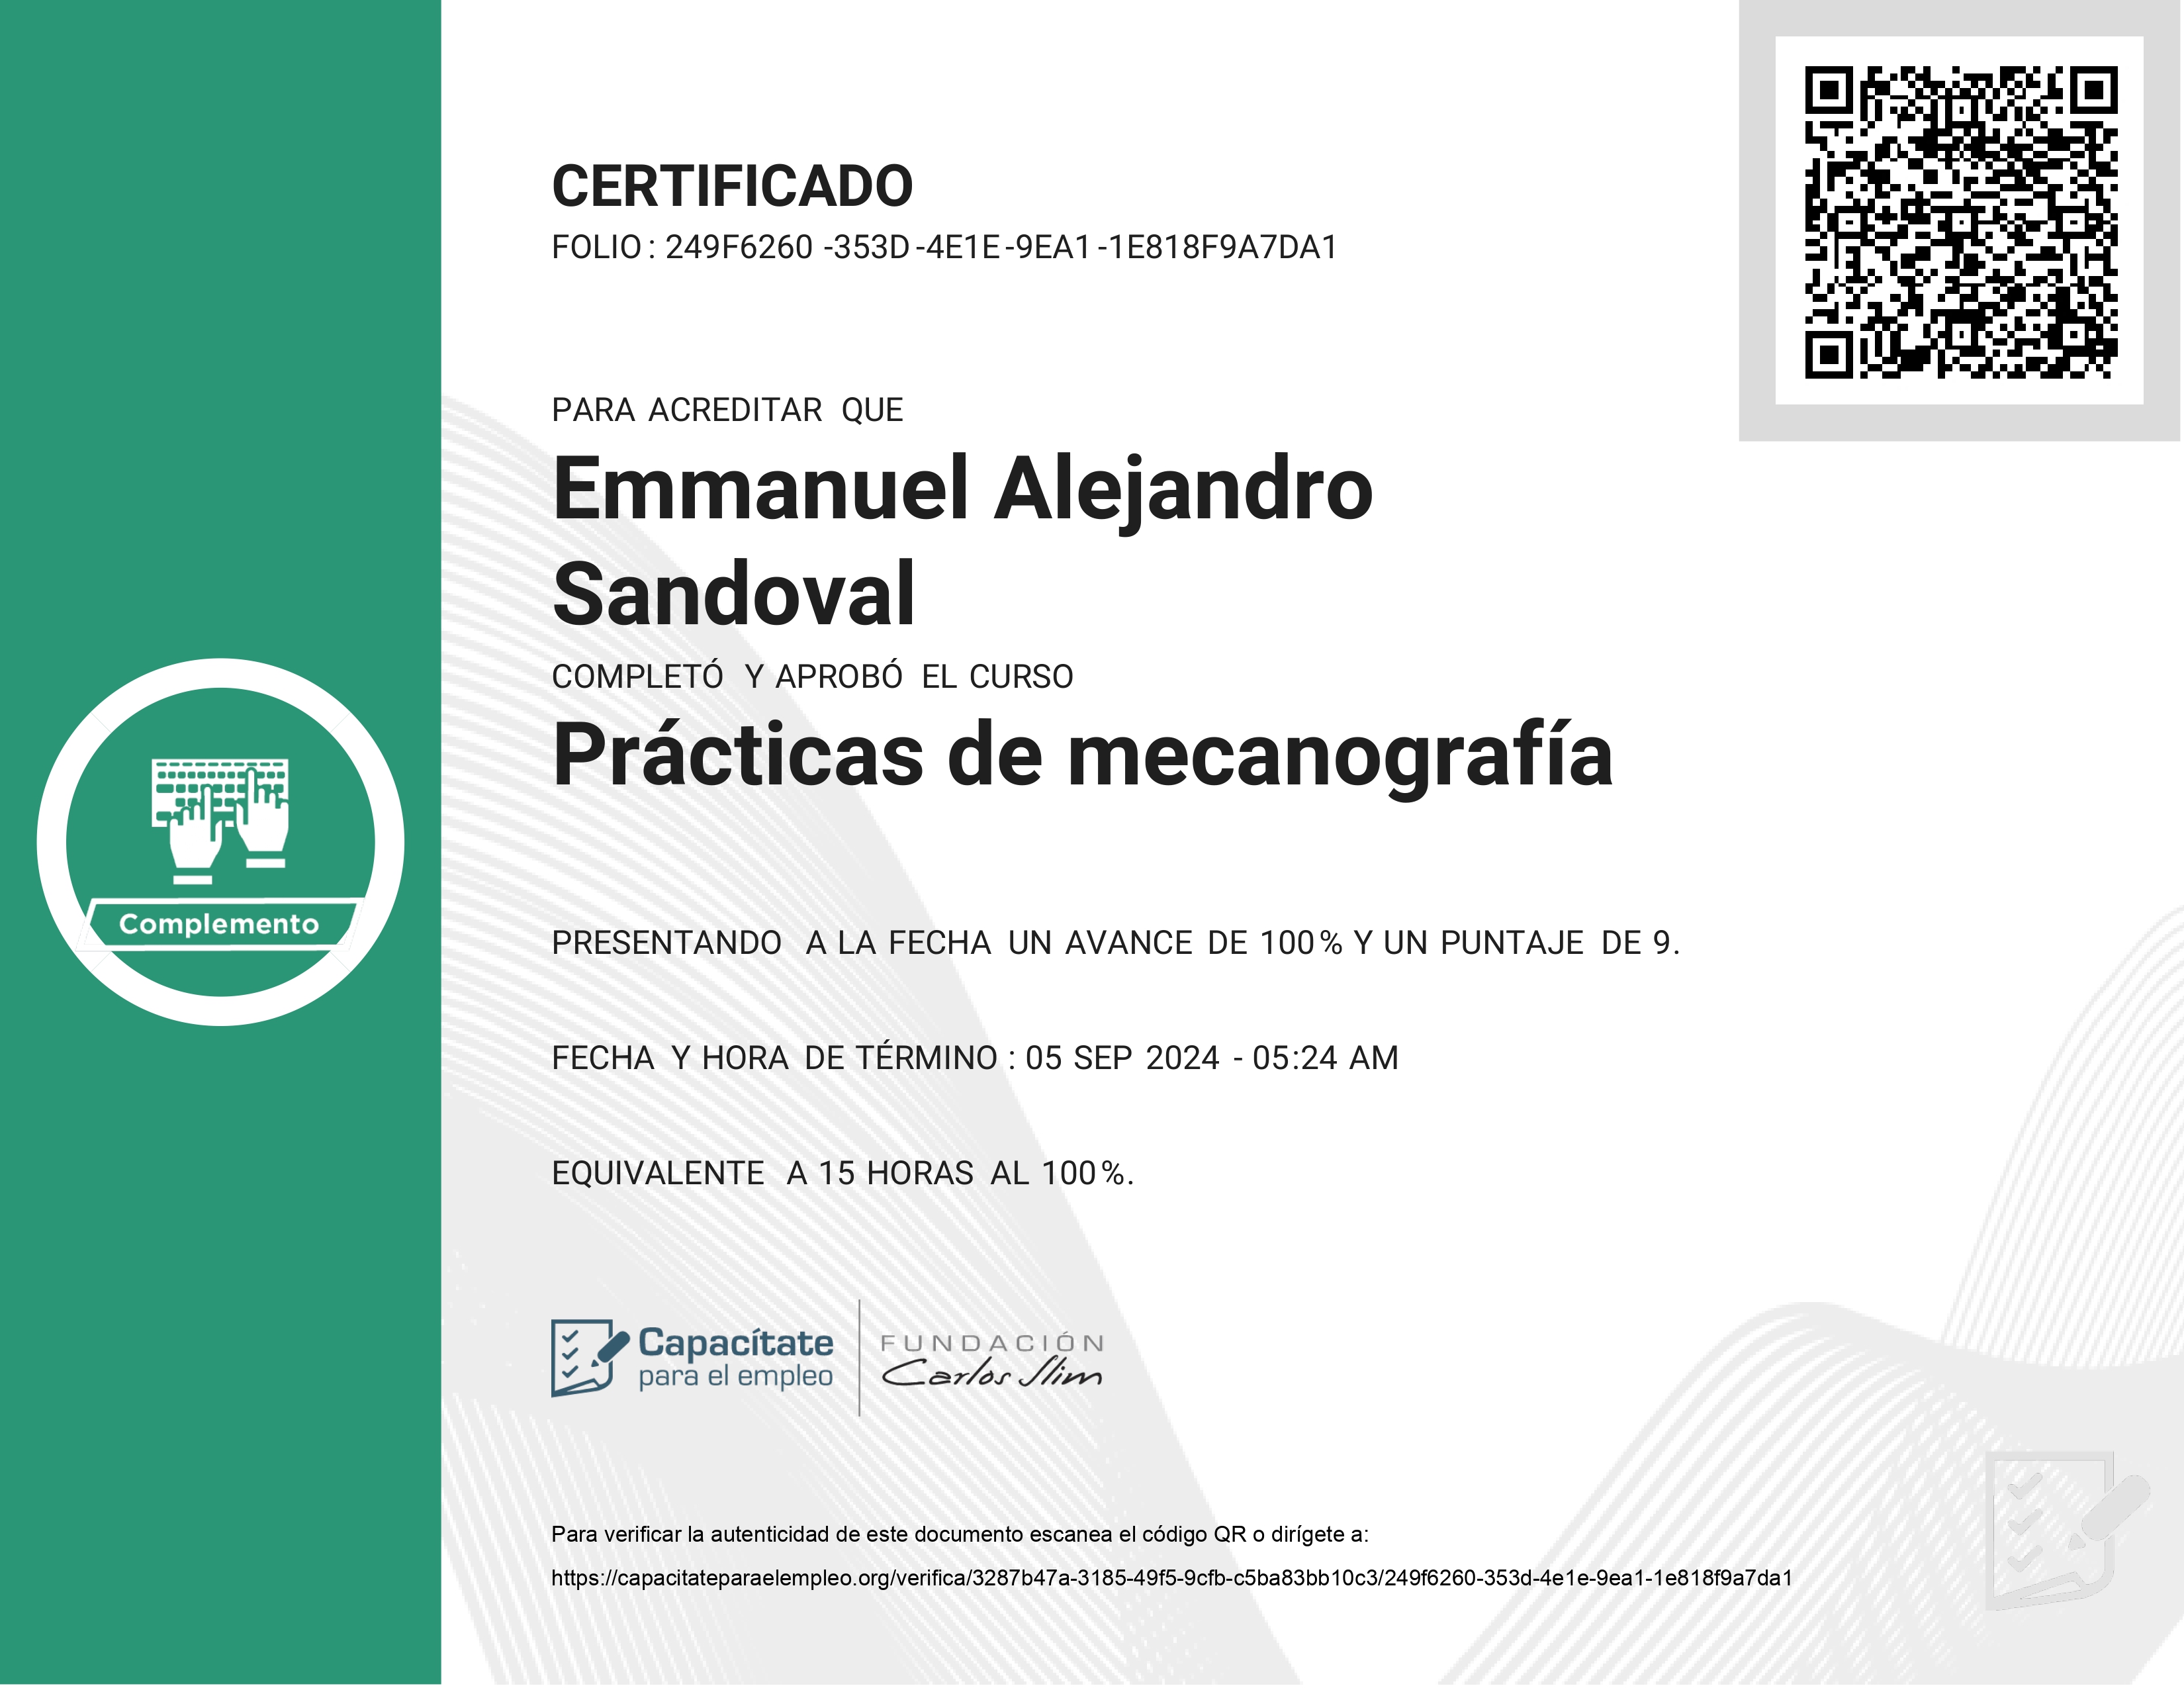 CERTIFICADO
FOLIO: 249F6260-353D-4E1E-9EA1-1E818F9A7DA1
PARA ACREDITAR QUE
Emmanuel Alejandro
Sandoval
COMPLETÓ Y APROBÓ EL CURSO
Prácticas de mecanografía
Complemento
PRESENTANDO A LA FECHA UN AVANCE DE 100% Y UN PUNTAJE DE 9.
FECHA Y HORA DE TÉRMINO: 05 SEP 2024 - 05:24 AM
EQUIVALENTE A 15 HORAS AL 100%.
Capacítate
para el empleo
FUNDACIÓN
Carlos Slim
Para verificar la autenticidad de este documento escanea el código QR o dirígete a:
https://capacitateparaelempleo.org/verifica/3287b47a-3185-49f5-9cfb-c5ba83bb10c3/249f6260-353d-4e1e-9ea1-1e818f9a7da1